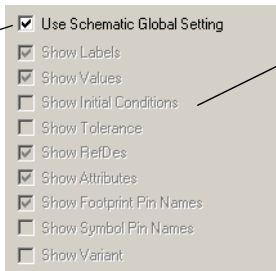 Use Schematic Global Setting
Show Labels
Show Values
Show Initial Conditions
Show Tolerance
Show RefDes
Show Attributes
Show Footprint Pin Names
Show Symbol Pin Names
Show Variant